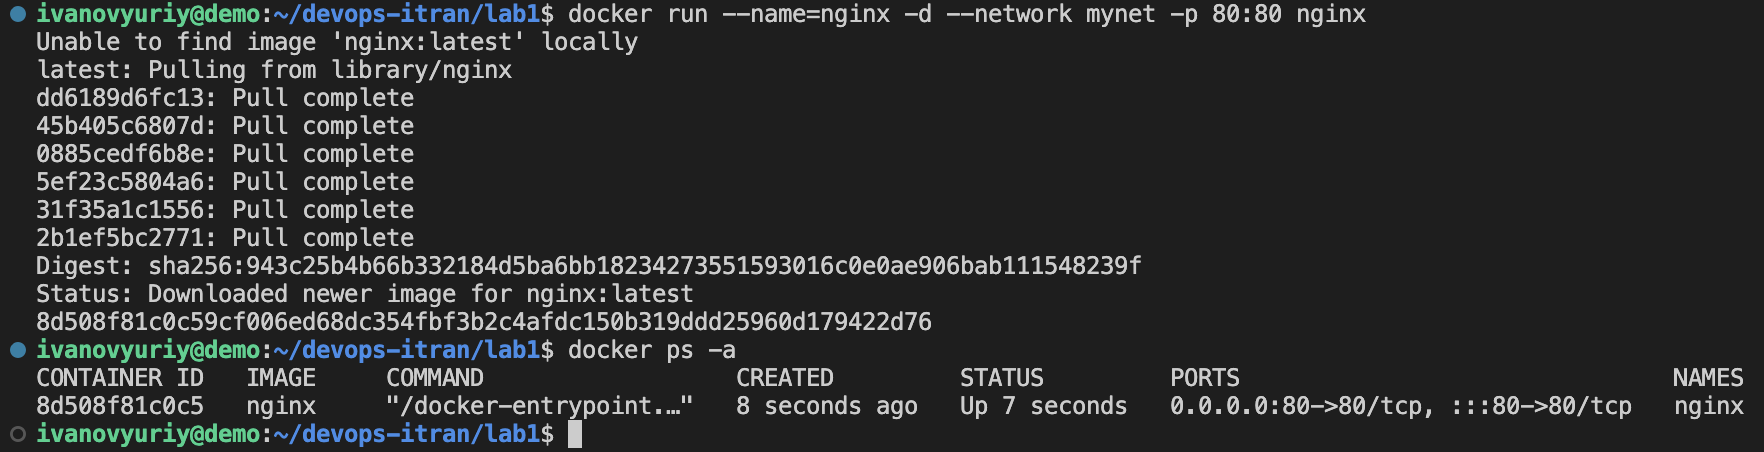 ivanovyuriy@demo:~/devops-itran/lab1$ docker run --name=nginx -d --network mynet -p 80:80 nginx
Unable to find image 'nginx:latest' locally
latest: Pulling from library/nginx
dd6189d6fc13: Pull complete
45b405c6807d: Pull complete
0885cedf6b8e: Pull complete
5ef23c5804a6: Pull complete
31f35a1c1556: Pull complete
2b1ef5bc2771: Pull complete
Digest: sha256:943c25b4b66b332184d5ba6bb18234273551593016c0e0ae906bab111548239f
Status: Downloaded newer image for nginx:latest
8d508f81c0c59cf006ed68dc354fbf3b2c4afdc150b319ddd25960d179422d76
ivanovyuriy@demo:~/devops-itran/lab1$ docker ps -a
CONTAINER ID   IMAGE     COMMAND                  CREATED         STATUS         PORTS                               NAMES
8d508f81c0c5   nginx     "/docker-entrypoint.…"   8 seconds ago   Up 7 seconds   0.0.0.0:80->80/tcp, :::80->80/tcp   nginx
ivanovyuriy@demo:~/devops-itran/lab1$